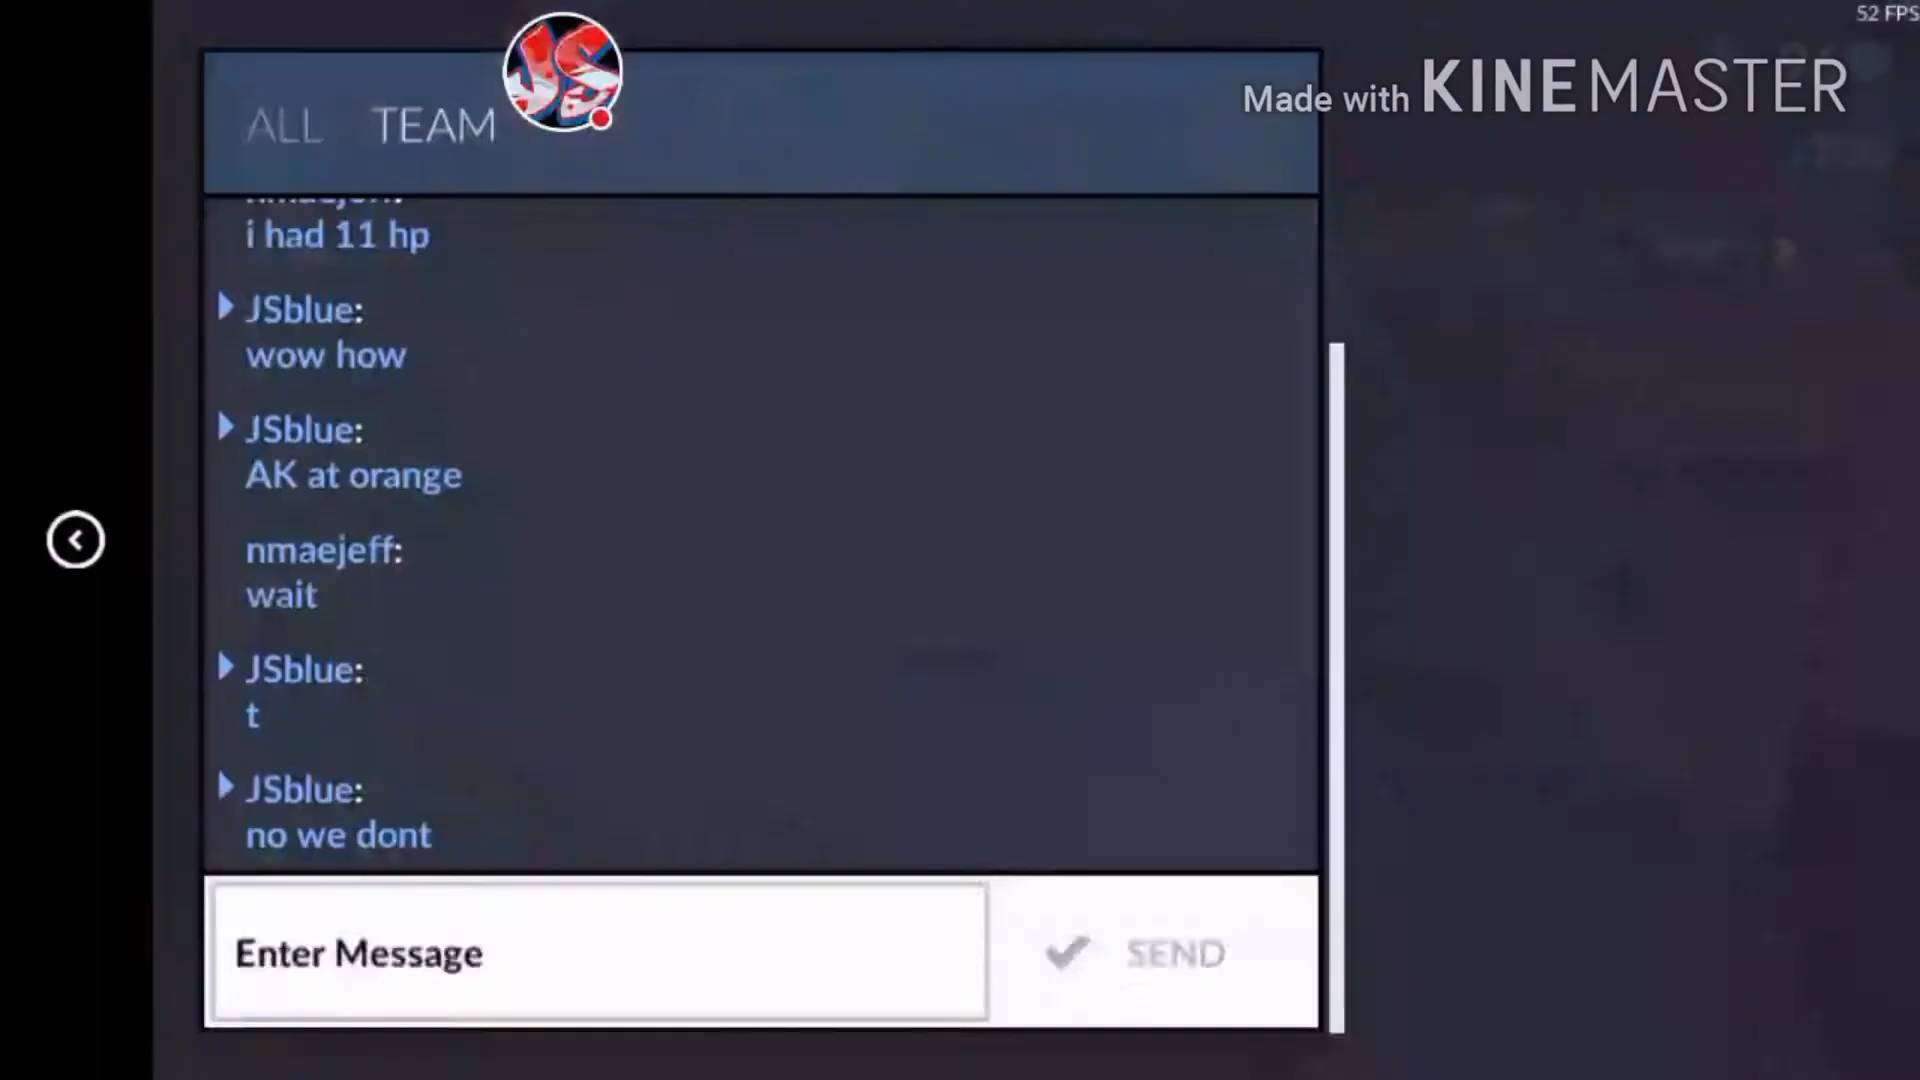 52 FPS
Made with KINEMASTER
JS
ALL TEAM
i had 11 hp
JSblue:
wow how
JSblue:
AK at orange
nmaejeff:
wait
JSblue:
t
JSblue:
no we dont
Enter Message
SEND